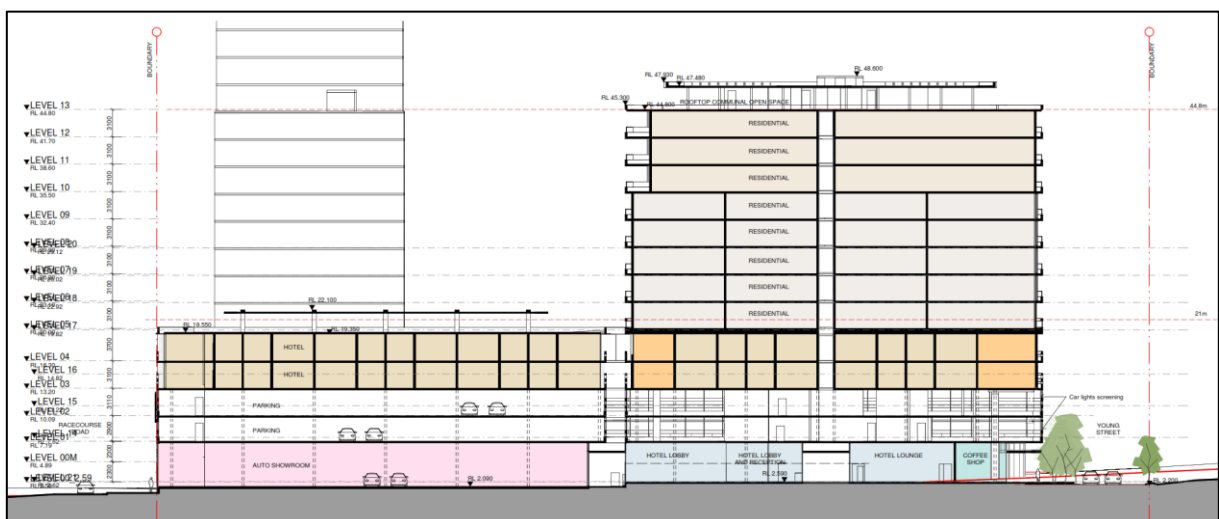 BOUNDARY
BOUNDARY
RL 47.930
RL 47.480
RL 48.600
RL 45.300
RL 44.800
ROOFTOP COMMUNAL OPEN SPACE
44.8m
LEVEL 13
RL 44.80
3100
RESIDENTIAL
LEVEL 12
RL 41.70
3100
RESIDENTIAL
LEVEL 11
RL 38.60
3100
RESIDENTIAL
LEVEL 10
RL 35.50
3100
RESIDENTIAL
LEVEL 09
RL 32.40
3100
RESIDENTIAL
3100
RESIDENTIAL
3100
RESIDENTIAL
3100
RESIDENTIAL
RL 22.100
21m
RL 19.550
RL 19.350
HOTEL
LEVEL 04
HOTEL
LEVEL 16
LEVEL 03
RL 13.20
LEVEL 15
PARKING
Car lights screening
RL 10.09
RACECOURSE
YOUNG
STREET
PARKING
RL 7.19
LEVEL 00M
RL 4.89
AUTO SHOWROOM
HOTEL LOBBY
HOTEL LOBBY
AND RECEPTION
HOTEL LOUNGE
COFFEE
SHOP
RL 2.090
RL 2.590